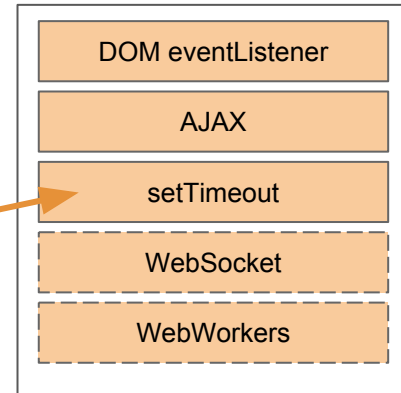 DOM eventListener
AJAX
setTimeout
WebSocket
WebWorkers